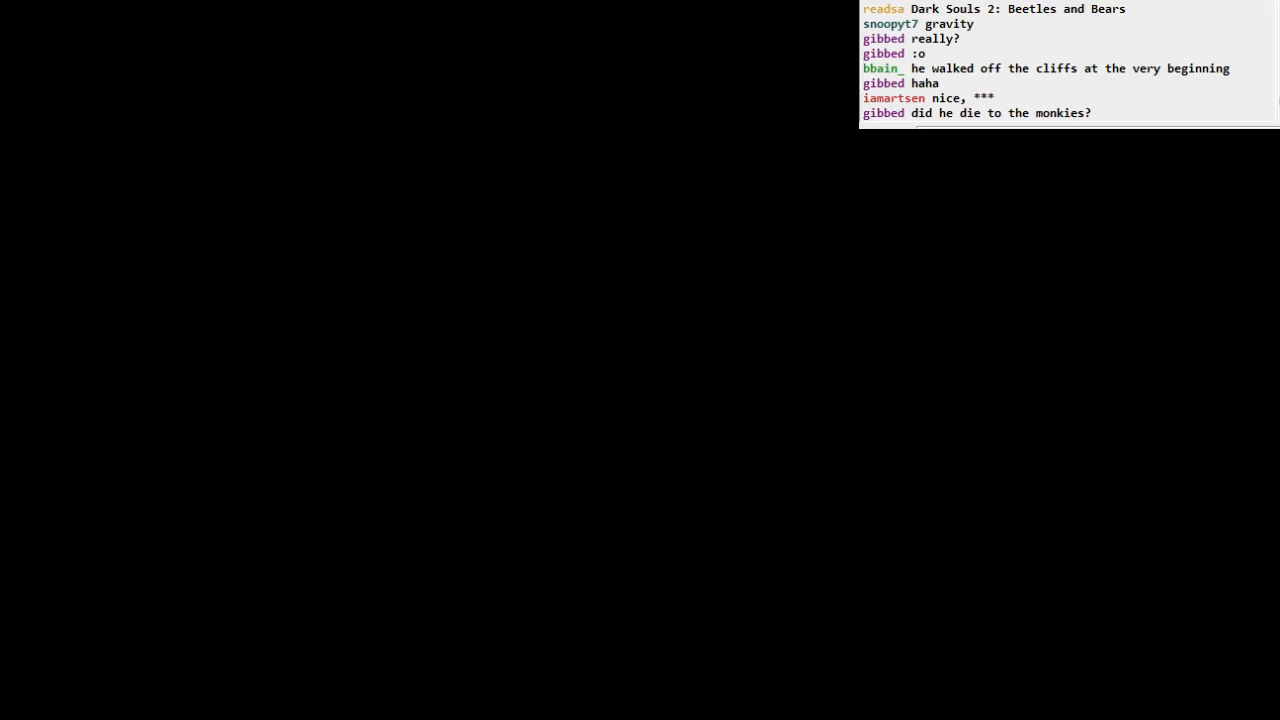 readsa Dark Souls 2: Beetles and Bears
snoopyt7 gravity
gibbed really?
gibbed :o
bbain_ he walked off the cliffs at the very beginning
gibbed haha
iamartsen nice, ***
gibbed did he die to the monkies?